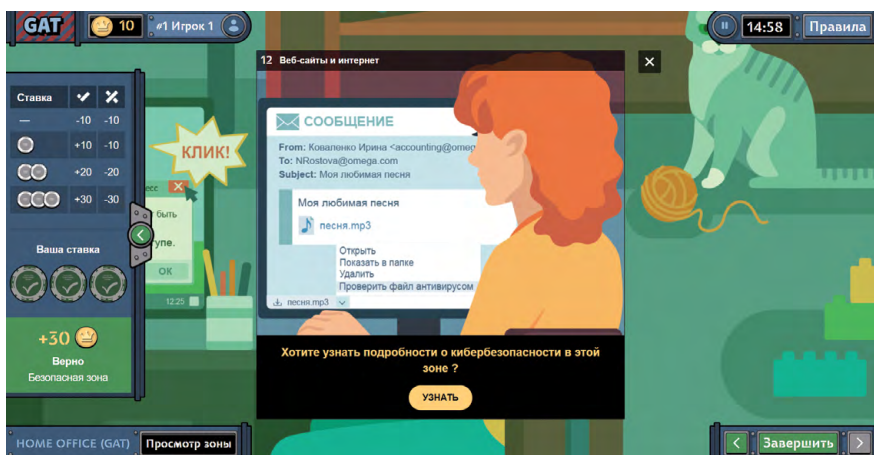 GAT
10
#1 Игрок 1
14:58
Правила
12 Веб-сайты и интернет
Ставка
— -10 -10
+10 -10
+20 -20
+30 -30
Ваша ставка
+30
Верно
Безопасная зона
КЛИК!
быть
OK
12:25
СООБЩЕНИЕ
From: Коваленко Ирина <accounting@omeg
To: NRostova@omega.com
Subject: Моя любимая песня
Моя любимая песня
песня.mp3
Открыть
Показать в папке
Удалить
Проверить файл антивирусом
песня.mp3
Хотите узнать подробности о кибербезопасности в этой
зоне ?
УЗНАТЬ
HOME OFFICE (GAT)
Просмотр зоны
Завершить